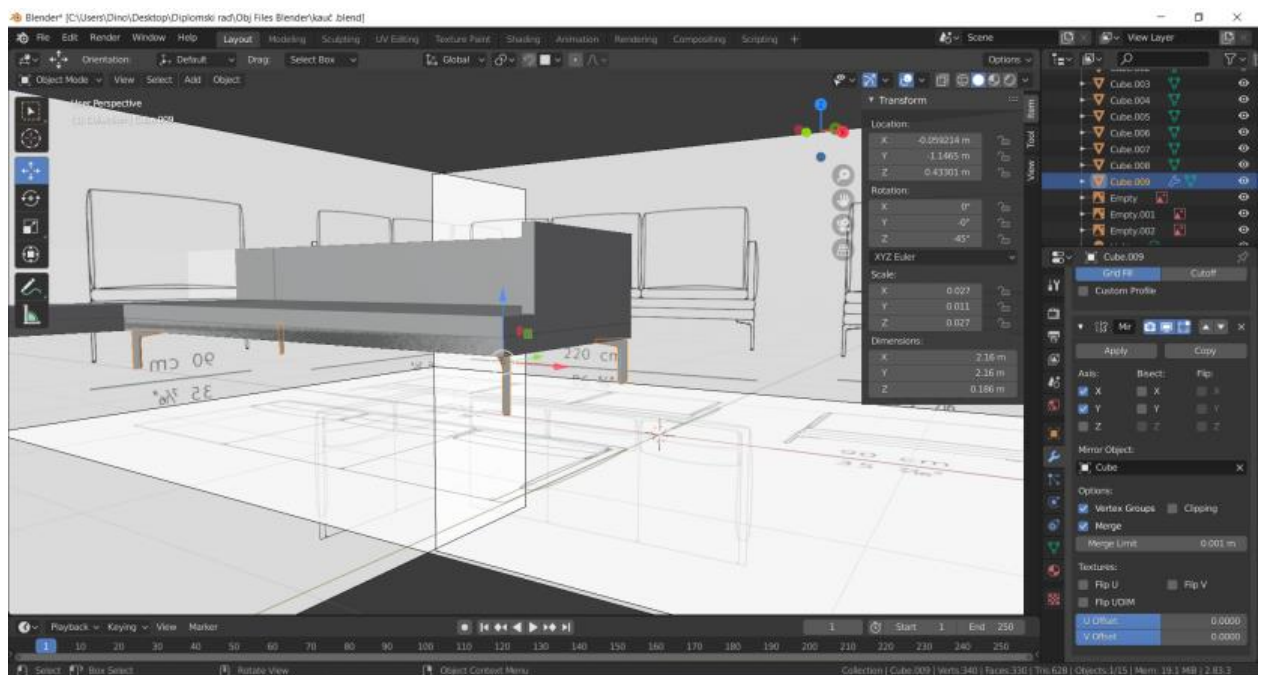 Blender* [C:\Users\Dino\Desktop\Diplomski rad\Obj Files Blender\kauč .blend]
File Edit Render Window Help Layout Modeling Sculpting UV Editing Texture Paint Shading Animation Rendering Compositing Scripting + Scene View Layer
Orientation: Default Drag: Select Box Global Options
Object Mode View Select Add Object
User Perspective
Transform
Location:
X -0.059214 m
Y -1.1465 m
Z 0.43301 m
Rotation:
X 0°
Y -0°
Z -45°
XYZ Euler
Scale:
X 0.027
Y 0.011
Z 0.027
Dimensions:
X 2.16 m
Y 2.16 m
Z 0.186 m
Item
Tool
View
Cube.003
Cube.004
Cube.005
Cube.006
Cube.007
Cube.008
Cube.009
Empty
Empty.001
Empty.002
Cube.009
Grid Fill Cutoff
Custom Profile
Mir
Apply Copy
Axis: Bisect: Flip:
X X X
Y Y Y
Z Z Z
Mirror Object:
Cube
Options:
Vertex Groups Clipping
Merge
Merge Limit 0.001 m
Textures:
Flip U Flip V
Flip UDIM
U Offset 0.0000
V Offset 0.0000
90 cm
220 cm
90 cm
Playback Keying View Marker 1 Start 1 End 250
1 10 20 30 40 50 60 70 80 90 100 110 120 130 140 150 160 170 180 190 200 210 220 230 240 250
Select Box Select Rotate View Object Context Menu Collection | Cube.009 | Verts:340 | Faces:330 | Tris:628 | Objects:1/15 | Mem: 19.1 MiB | 2.83.3